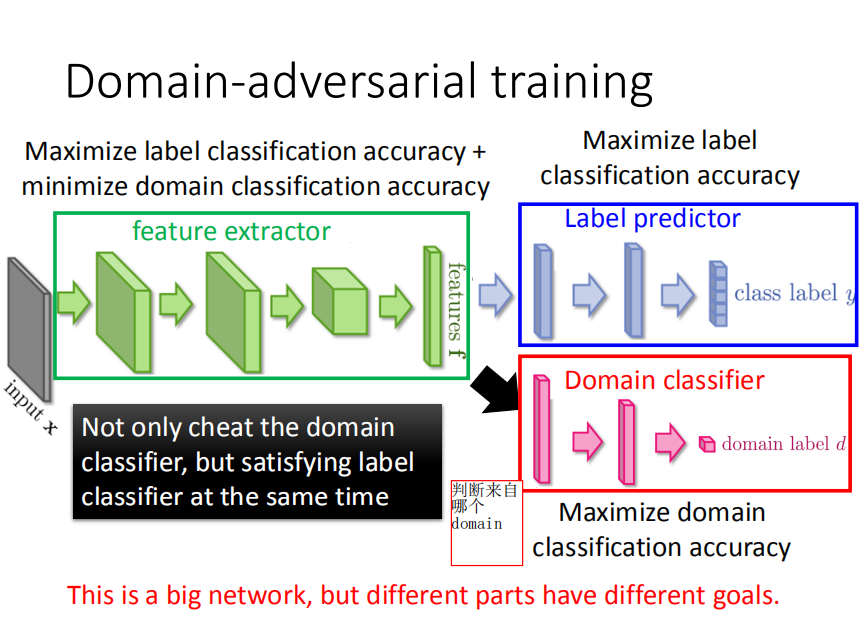 Domain-adversarial training
Maximize label classification accuracy +
minimize domain classification accuracy
Maximize label
classification accuracy
feature extractor
Label predictor
features f
class label y
input x
Domain classifier
domain label d
Not only cheat the domain
classifier, but satisfying label
classifier at the same time
判断来自
哪个
domain
Maximize domain
classification accuracy
This is a big network, but different parts have different goals.